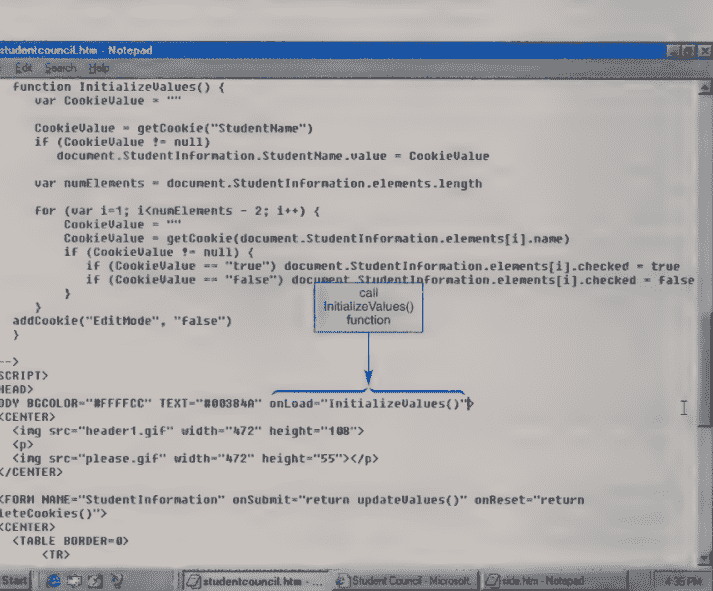 studentcouncil.htm - Notepad
Edit Search Help
function InitializeValues() {
var CookieValue = ""
CookieValue = getCookie("StudentName")
if (CookieValue != null)
document.StudentInformation.StudentName.value = CookieValue
var numElements = document.StudentInformation.elements.length
for (var i=1; i<numElements - 2; i++) {
CookieValue = ""
CookieValue = getCookie(document.StudentInformation.elements[i].name)
if (CookieValue != null) {
if (CookieValue == "true") document.StudentInformation.elements[i].checked = true
if (CookieValue == "false") document.StudentInformation.elements[i].checked = false
}
}
call
InitializeValues()
function
addCookie("EditMode", "false")
}
-->
SCRIPT>
HEAD>
ODY BGCOLOR="#FFFFCC" TEXT="#00384A" onLoad="InitializeValues()">
<CENTER>
<img src="header1.gif" width="472" height="108">
<p>
<img src="please.gif" width="472" height="55"></p>
</CENTER>
<FORM NAME="StudentInformation" onSubmit="return updateValues()" onReset="return
leteCookies()">
<CENTER>
<TABLE BORDER=0>
<TR>
Start studentcouncil.htm - ... Student Council - Microsoft... side.htm - Notepad 4:35 PM